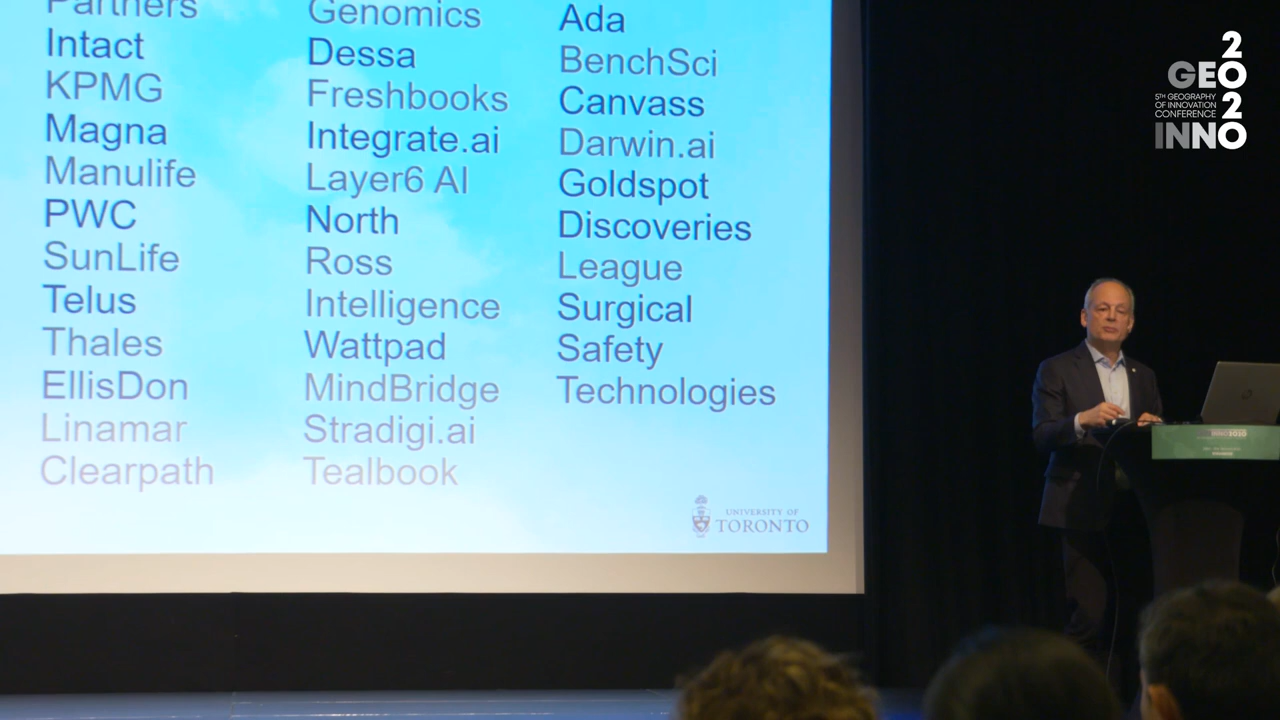 Partners
Intact
KPMG
Magna
Manulife
PWC
SunLife
Telus
Thales
EllisDon
Linamar
Clearpath
Genomics
Dessa
Freshbooks
Integrate.ai
Layer6 AI
North
Ross
Intelligence
Wattpad
MindBridge
Stradigi.ai
Tealbook
Ada
BenchSci
Canvass
Darwin.ai
Goldspot
Discoveries
League
Surgical
Safety
Technologies
UNIVERSITY OF
TORONTO
2
GEO
5TH GEOGRAPHY
OF INNOVATION
CONFERENCE
2
INNO